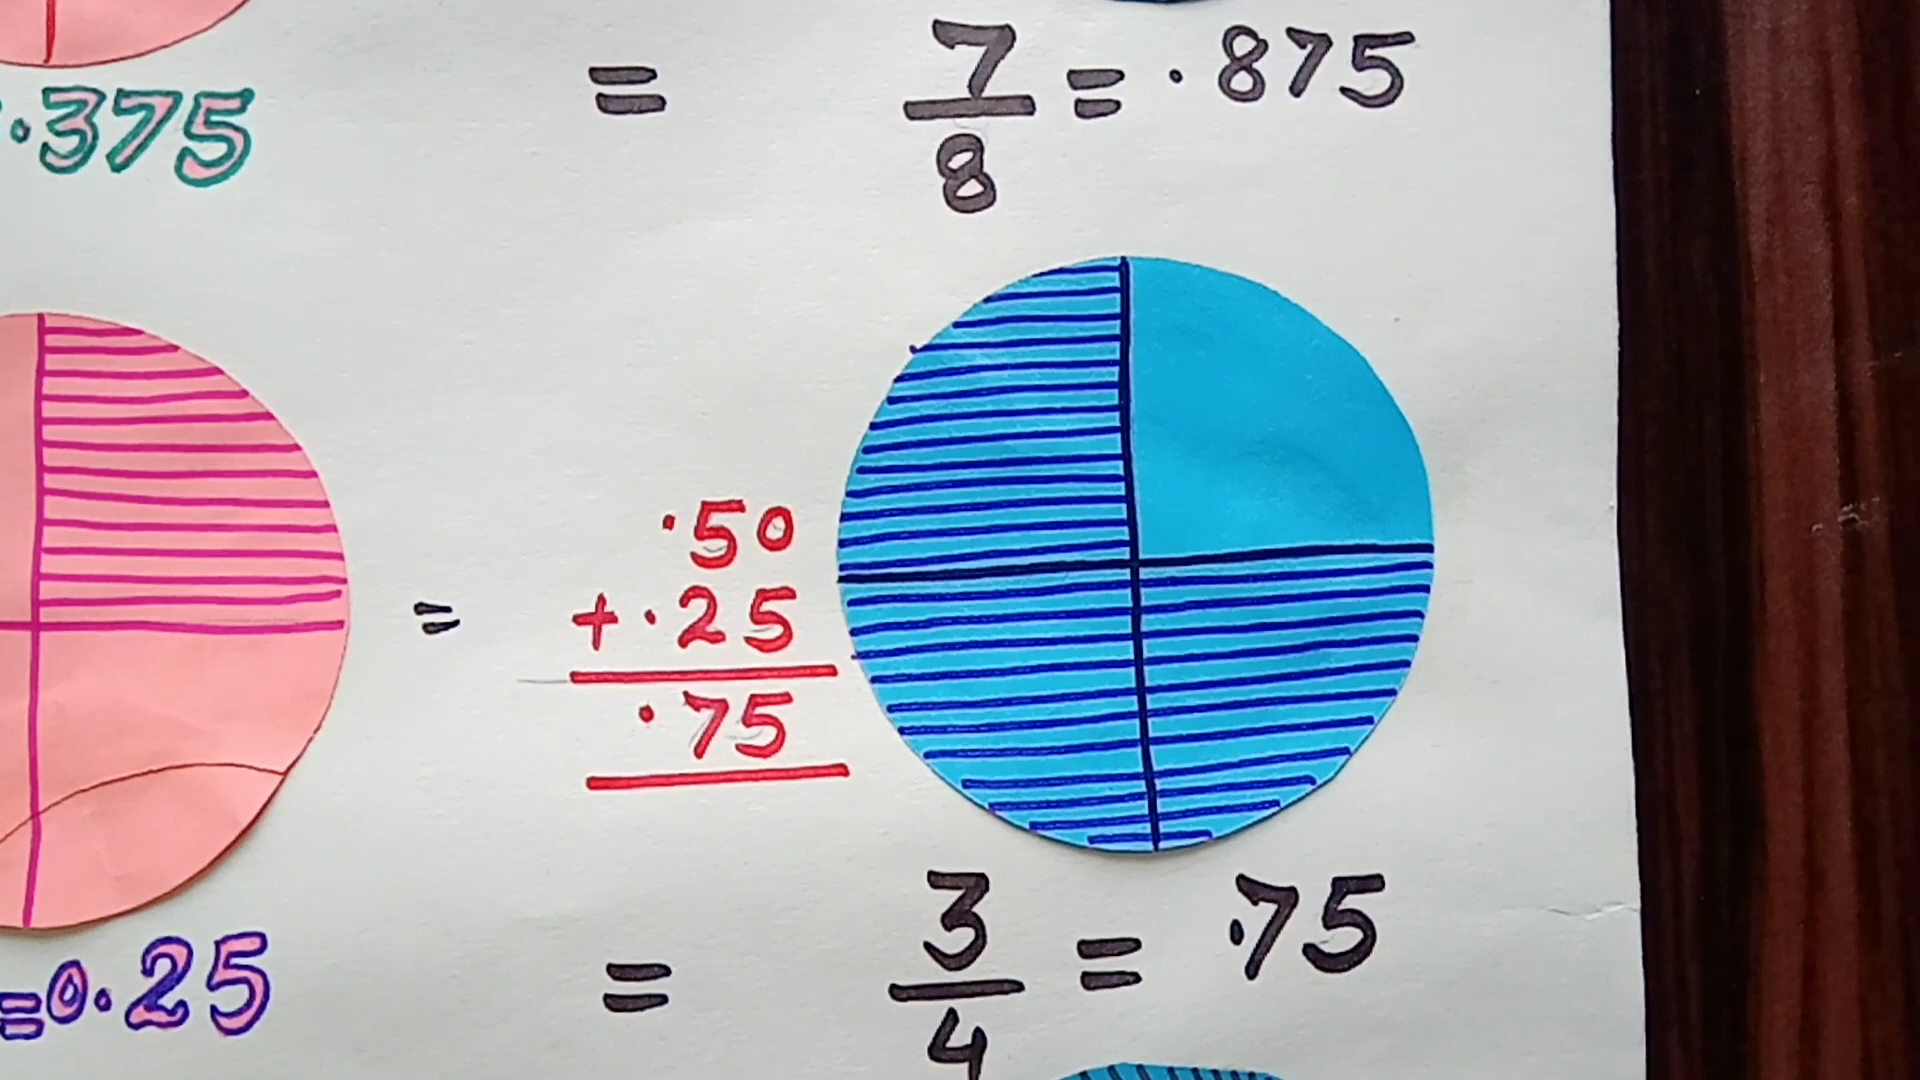 = 7/8 = .875
.375
.50
+ .25
.75
=
=0.25 = 3/4 = .75